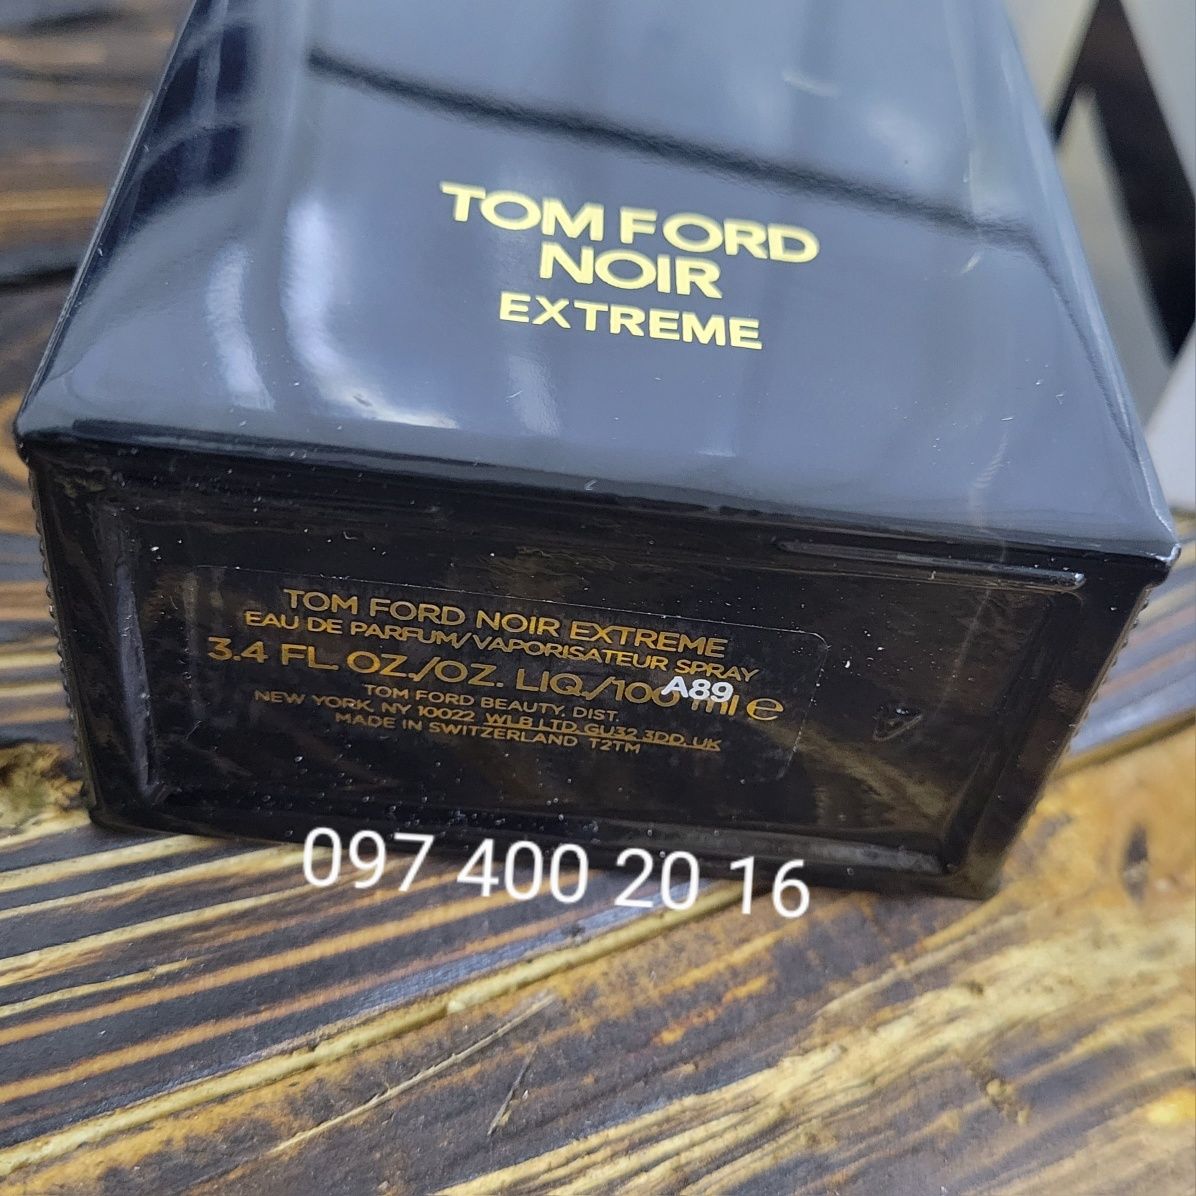 TOM FORD
NOIR
EXTREME
TOM FORD NOIR EXTREME
EAU DE PARFUM/VAPORISATEUR SPRAY
3.4 FL. OZ./OZ. LIQ./100 ml e
A89
TOM FORD BEAUTY, DIST.
NEW YORK, NY 10022 WLB LTD GU32 3DD, UK
MADE IN SWITZERLAND T2TM
097 400 20 16